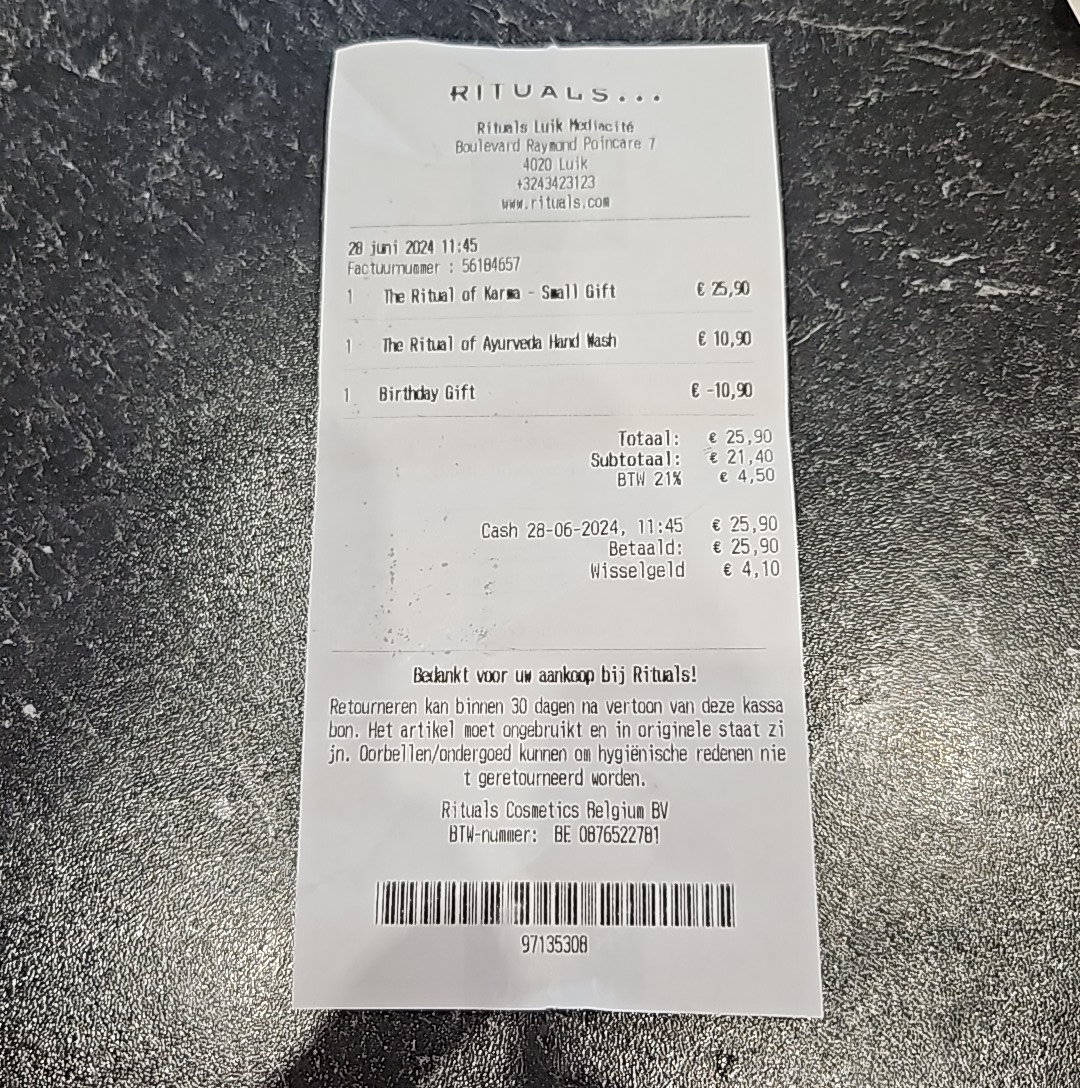 RITUALS...
Rituals Luik Mediacité
Boulevard Raymond Poincare 7
4020 Luik
+3243423123
www.rituals.com
28 juni 2024 11:45
Factuurnummer : 56184657
1 The Ritual of Karma - Small Gift € 25,90
1 The Ritual of Ayurveda Hand Wash € 10,90
1 Birthday Gift € -10,90
Totaal: € 25,90
Subtotaal: € 21,40
BTW 21% € 4,50
Cash 28-06-2024, 11:45 € 25,90
Betaald: € 25,90
Wisselgeld € 4,10
Bedankt voor uw aankoop bij Rituals!
Retourneren kan binnen 30 dagen na vertoon van deze kassa
bon. Het artikel moet ongebruikt en in originele staat zi
jn. Oorbellen/ondergoed kunnen om hygiënische redenen nie
t geretourneerd worden.
Rituals Cosmetics Belgium BV
BTW-nummer: BE 0876522781
97135308